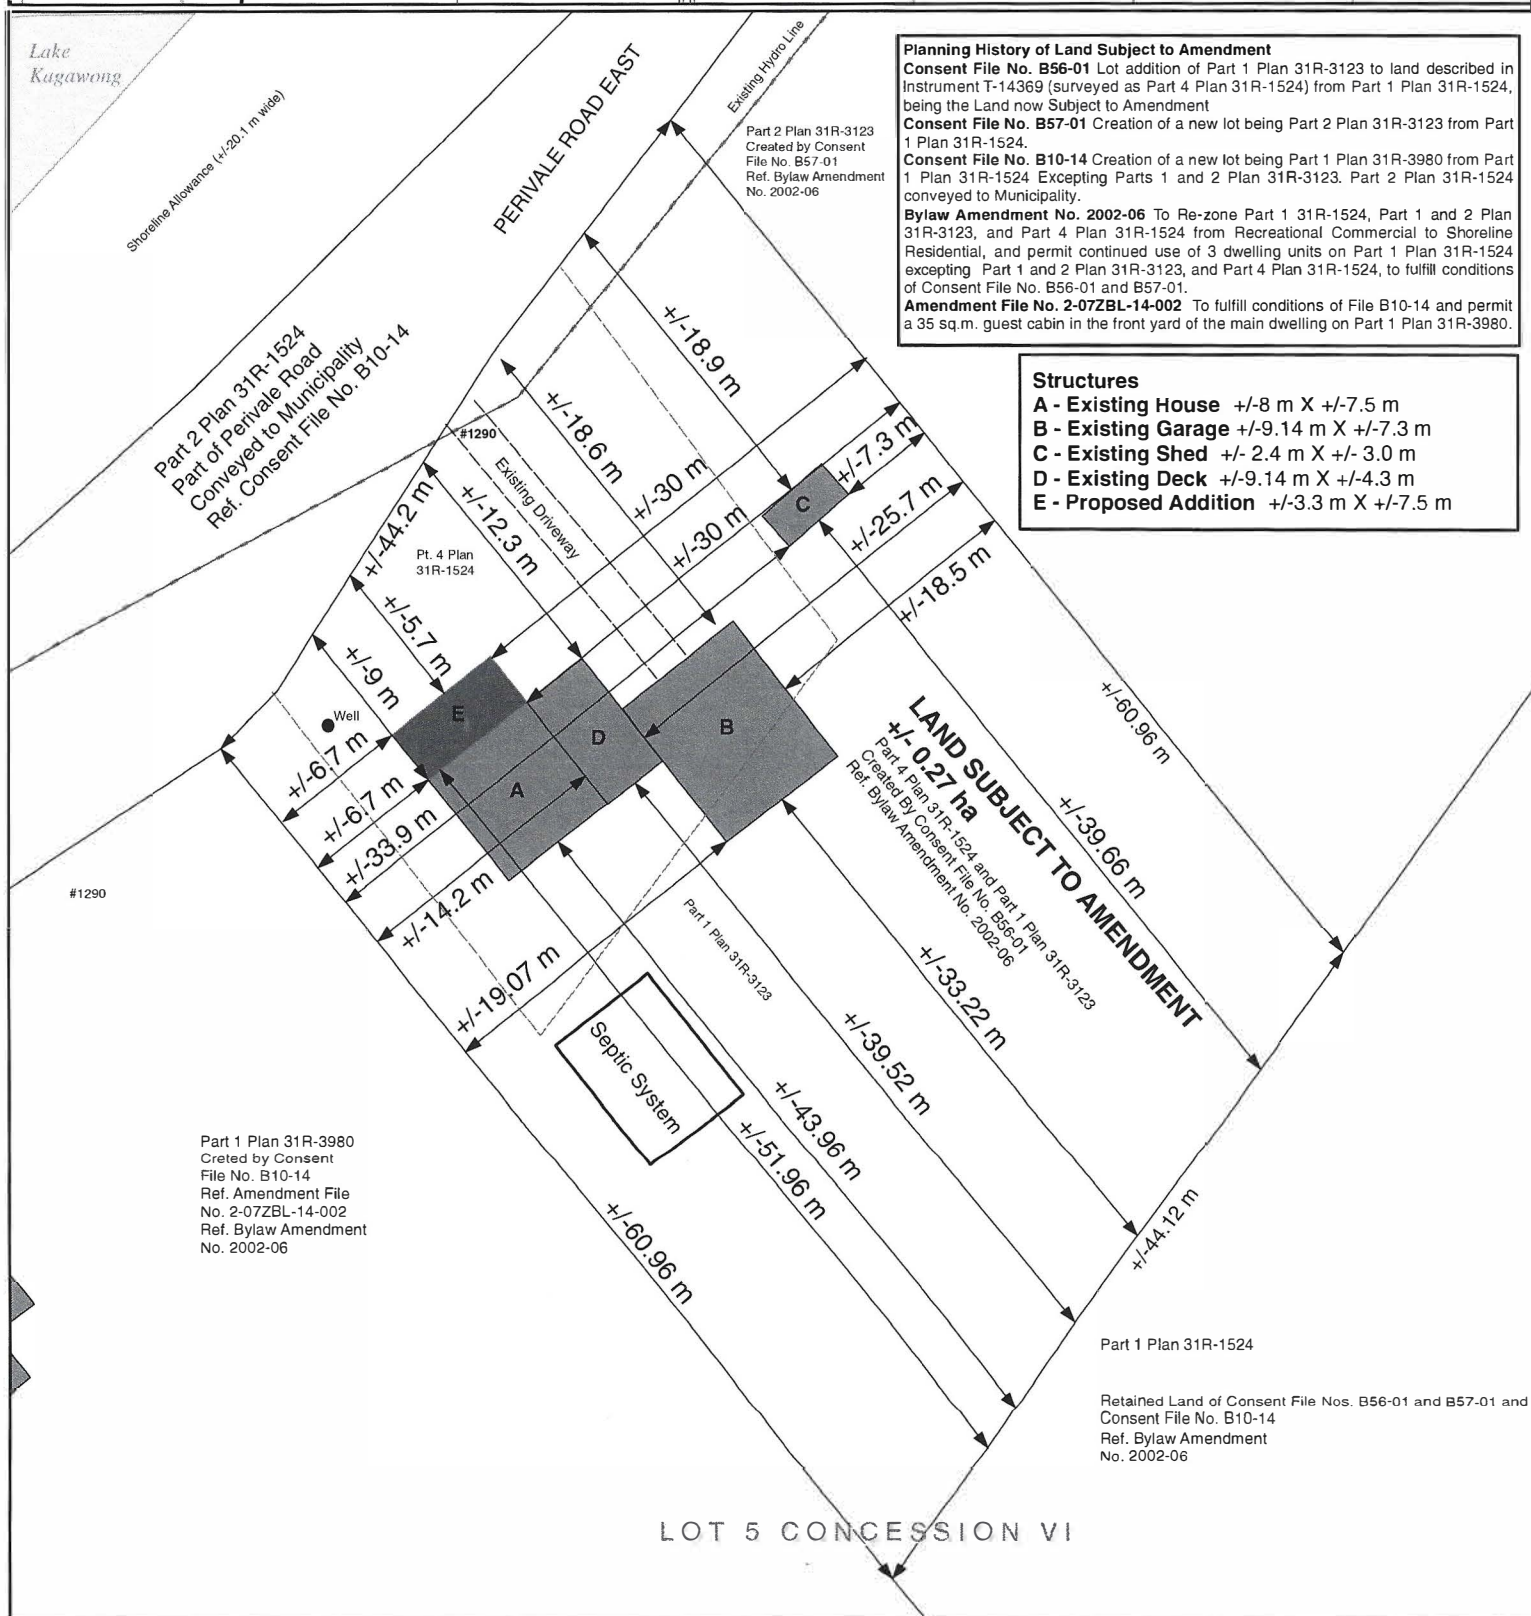 Lake
Kagawong
Shoreline Allowance (+/-20.1 m wide)
PERIVALE ROAD EAST
Existing Hydro Line
Part 2 Plan 31R-3123
Created by Consent
File No. B57-01
Ref. Bylaw Amendment
No. 2002-06
Planning History of Land Subject to Amendment
Consent File No. B56-01 Lot addition of Part 1 Plan 31R-3123 to land described in
Instrument T-14369 (surveyed as Part 4 Plan 31R-1524) from Part 1 Plan 31R-1524,
being the Land now Subject to Amendment
Consent File No. B57-01 Creation of a new lot being Part 2 Plan 31R-3123 from Part
1 Plan 31R-1524.
Consent File No. B10-14 Creation of a new lot being Part 1 Plan 31R-3980 from Part
1 Plan 31R-1524 Excepting Parts 1 and 2 Plan 31R-3123. Part 2 Plan 31R-1524
conveyed to Municipality.
Bylaw Amendment No. 2002-06 To Re-zone Part 1 31R-1524, Part 1 and 2 Plan
31R-3123, and Part 4 Plan 31R-1524 from Recreational Commercial to Shoreline
Residential, and permit continued use of 3 dwelling units on Part 1 Plan 31R-1524
excepting Part 1 and 2 Plan 31R-3123, and Part 4 Plan 31R-1524, to fulfill conditions
of Consent File No. B56-01 and B57-01.
Amendment File No. 2-07ZBL-14-002 To fulfill conditions of File B10-14 and permit
a 35 sq.m. guest cabin in the front yard of the main dwelling on Part 1 Plan 31R-3980.
Structures
A - Existing House +/-8 m X +/-7.5 m
B - Existing Garage +/-9.14 m X +/-7.3 m
C - Existing Shed +/- 2.4 m X +/- 3.0 m
D - Existing Deck +/-9.14 m X +/-4.3 m
E - Proposed Addition +/-3.3 m X +/-7.5 m
Part 2 Plan 31R-1524
Part of Perivale Road
Conveyed to Municipality
Ref. Consent File No. B10-14
+/-18.9 m
#1290
+/-18.6 m
Existing Driveway
+/-30 m
+/-7.3 m
C
+/-44.2 m
+/-12.3 m
+/-30 m
+/-25.7 m
Pt. 4 Plan
31R-1524
+/-18.5 m
+/-5.7 m
+/-9 m
Well
E
D
B
A
+/-6.7 m
+/-6.7 m
+/-33.9 m
+/-14.2 m
+/-19.07 m
+/-60.96 m
LAND SUBJECT TO AMENDMENT
+/- 0.27 ha
Part 4 Plan 31R-1524 and Part 1 Plan 31R-3123
Created By Consent File No. B56-01
Ref. Bylaw Amendment No. 2002-06
+/-39.66 m
#1290
Part 1 Plan 31R-3123
+/-33.22 m
+/-39.52 m
Septic System
+/-43.96 m
+/-51.96 m
+/-60.96 m
+/-44.12 m
Part 1 Plan 31R-3980
Creted by Consent
File No. B10-14
Ref. Amendment File
No. 2-07ZBL-14-002
Ref. Bylaw Amendment
No. 2002-06
Part 1 Plan 31R-1524
Retained Land of Consent File Nos. B56-01 and B57-01 and
Consent File No. B10-14
Ref. Bylaw Amendment
No. 2002-06
LOT 5 CONCESSION VI